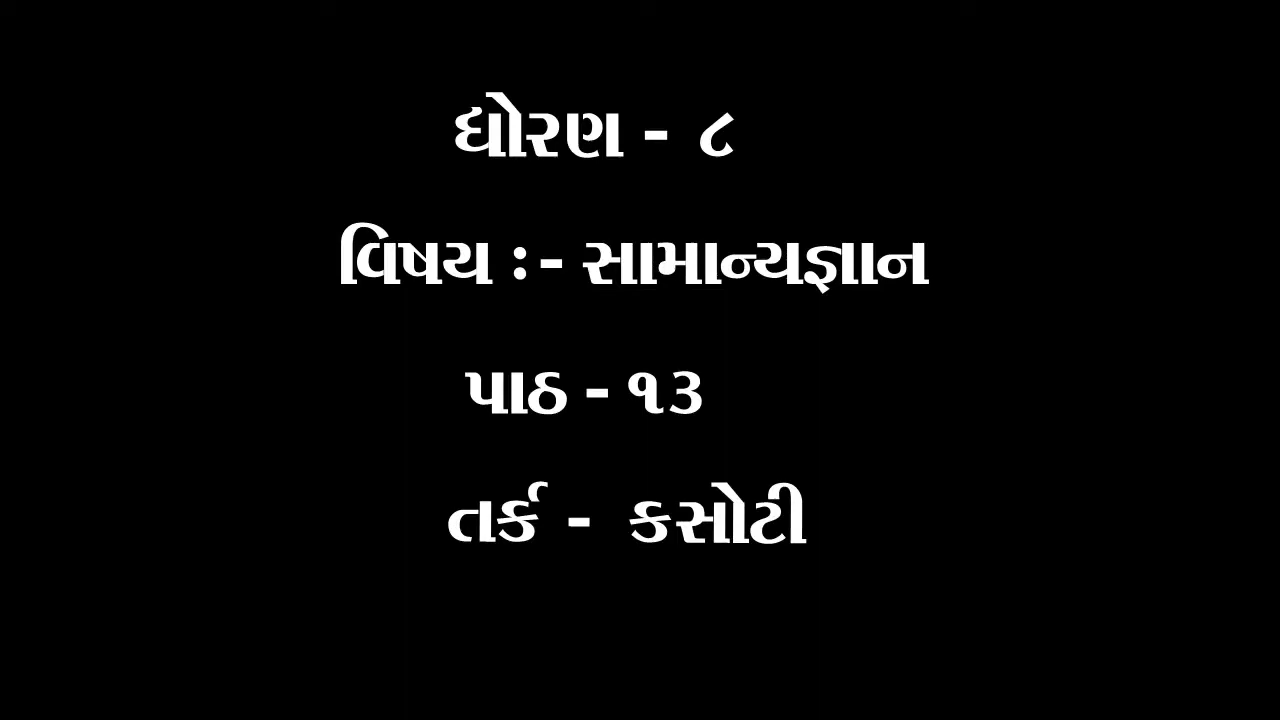 ધોરણ - ૮
વિષય :- સામાન્યજ્ઞાન
પાઠ - ૧૩
તર્ક - કસોટી